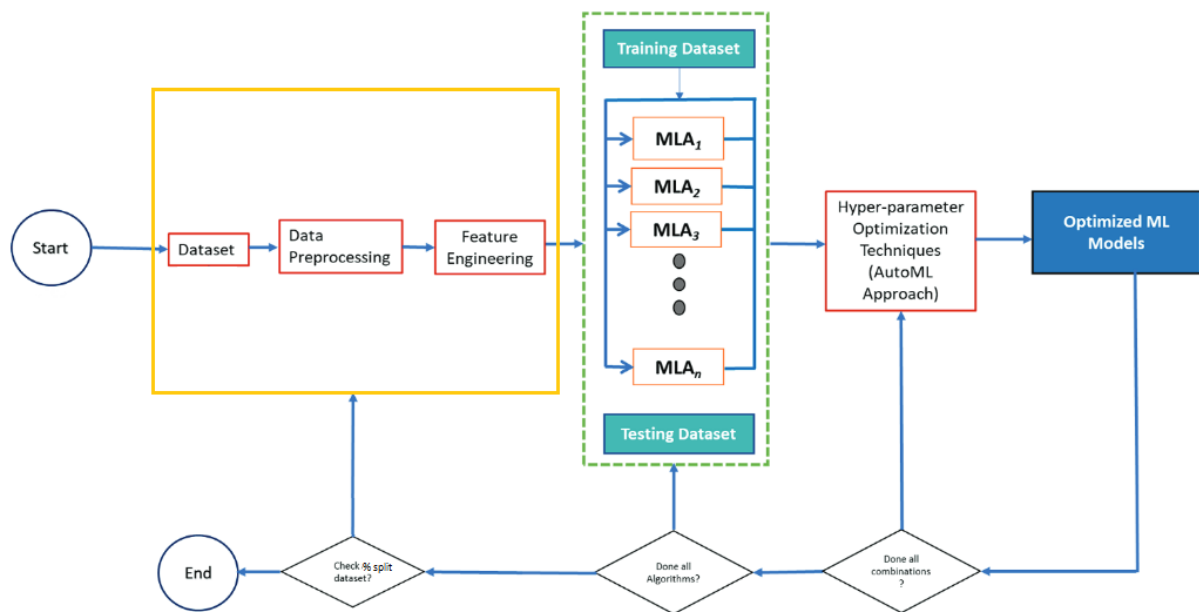 Start
Dataset
Data
Preprocessing
Feature
Engineering
Training Dataset
MLA1
MLA2
MLA3
MLAn
Testing Dataset
Hyper-parameter
Optimization
Techniques
(AutoML
Approach)
Optimized ML
Models
Done all
combinations
?
Done all
Algorithms?
Check % split
dataset?
End